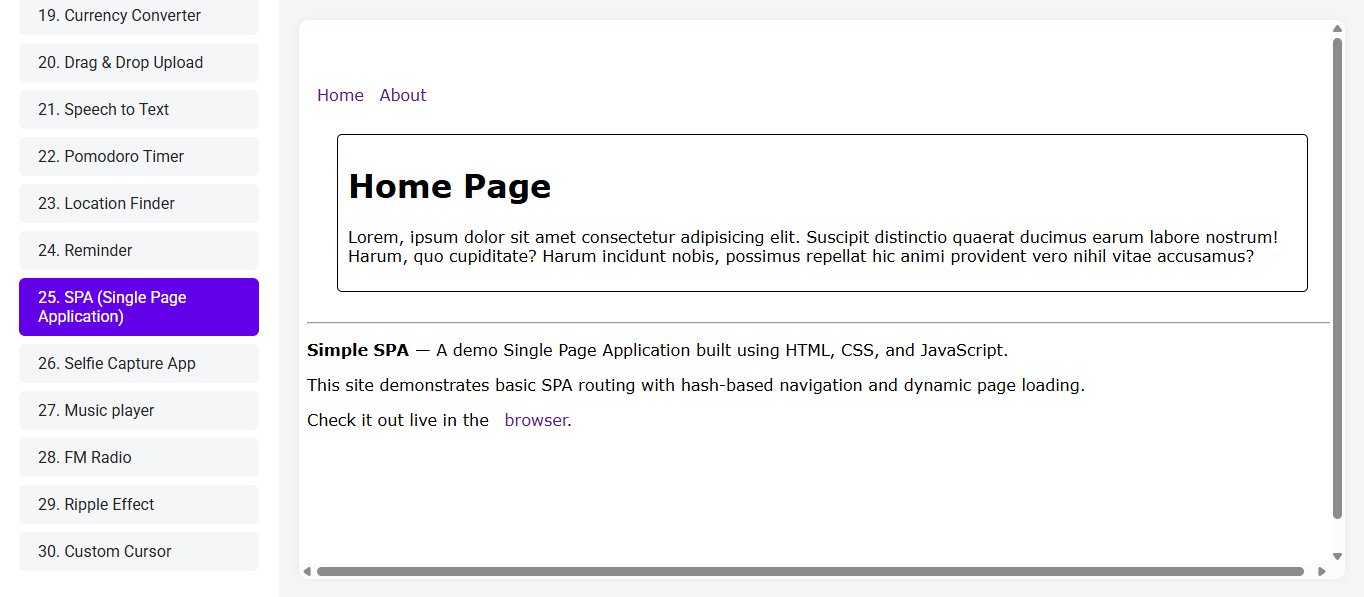 19. Currency Converter
20. Drag & Drop Upload
21. Speech to Text
22. Pomodoro Timer
23. Location Finder
24. Reminder
25. SPA (Single Page
Application)
26. Selfie Capture App
27. Music player
28. FM Radio
29. Ripple Effect
30. Custom Cursor
Home About
Home Page
Lorem, ipsum dolor sit amet consectetur adipisicing elit. Suscipit distinctio quaerat ducimus earum labore nostrum!
Harum, quo cupiditate? Harum incidunt nobis, possimus repellat hic animi provident vero nihil vitae accusamus?
Simple SPA — A demo Single Page Application built using HTML, CSS, and JavaScript.
This site demonstrates basic SPA routing with hash-based navigation and dynamic page loading.
Check it out live in the browser.